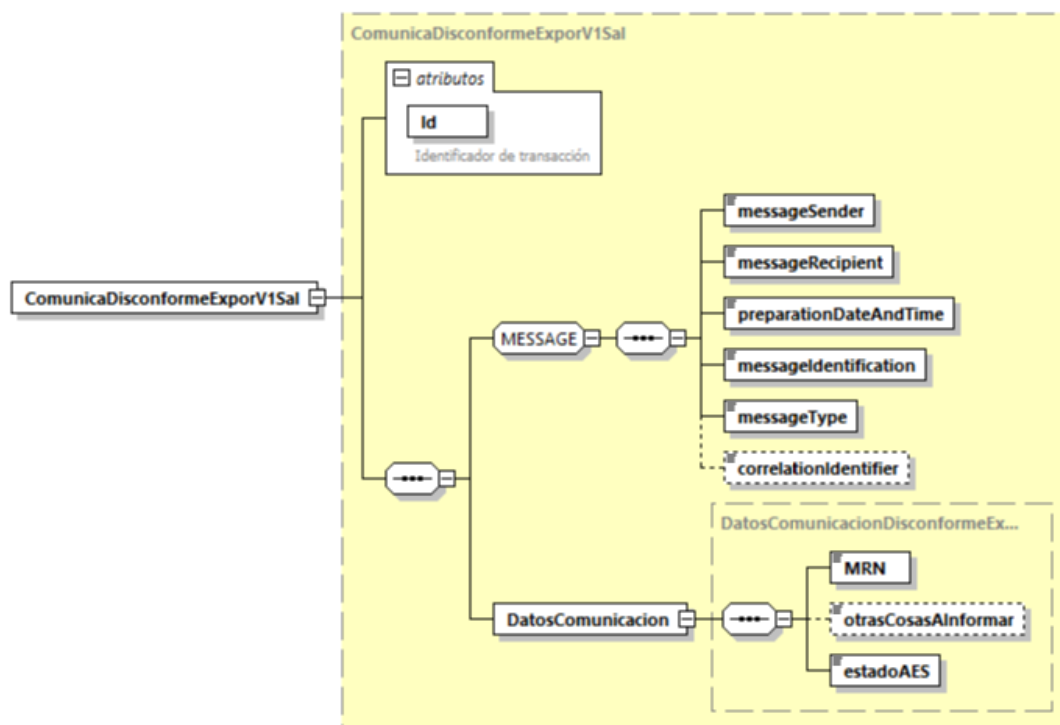 ComunicaDisconformeExporV1Sal
atributos
Id
Identificador de transacción
messageSender
messageRecipient
ComunicaDisconformeExporV1Sal
preparationDateAndTime
MESSAGE
messageIdentification
messageType
correlationIdentifier
DatosComunicacionDisconformeEx...
MRN
DatosComunicacion
otrasCosasAInformar
estadoAES